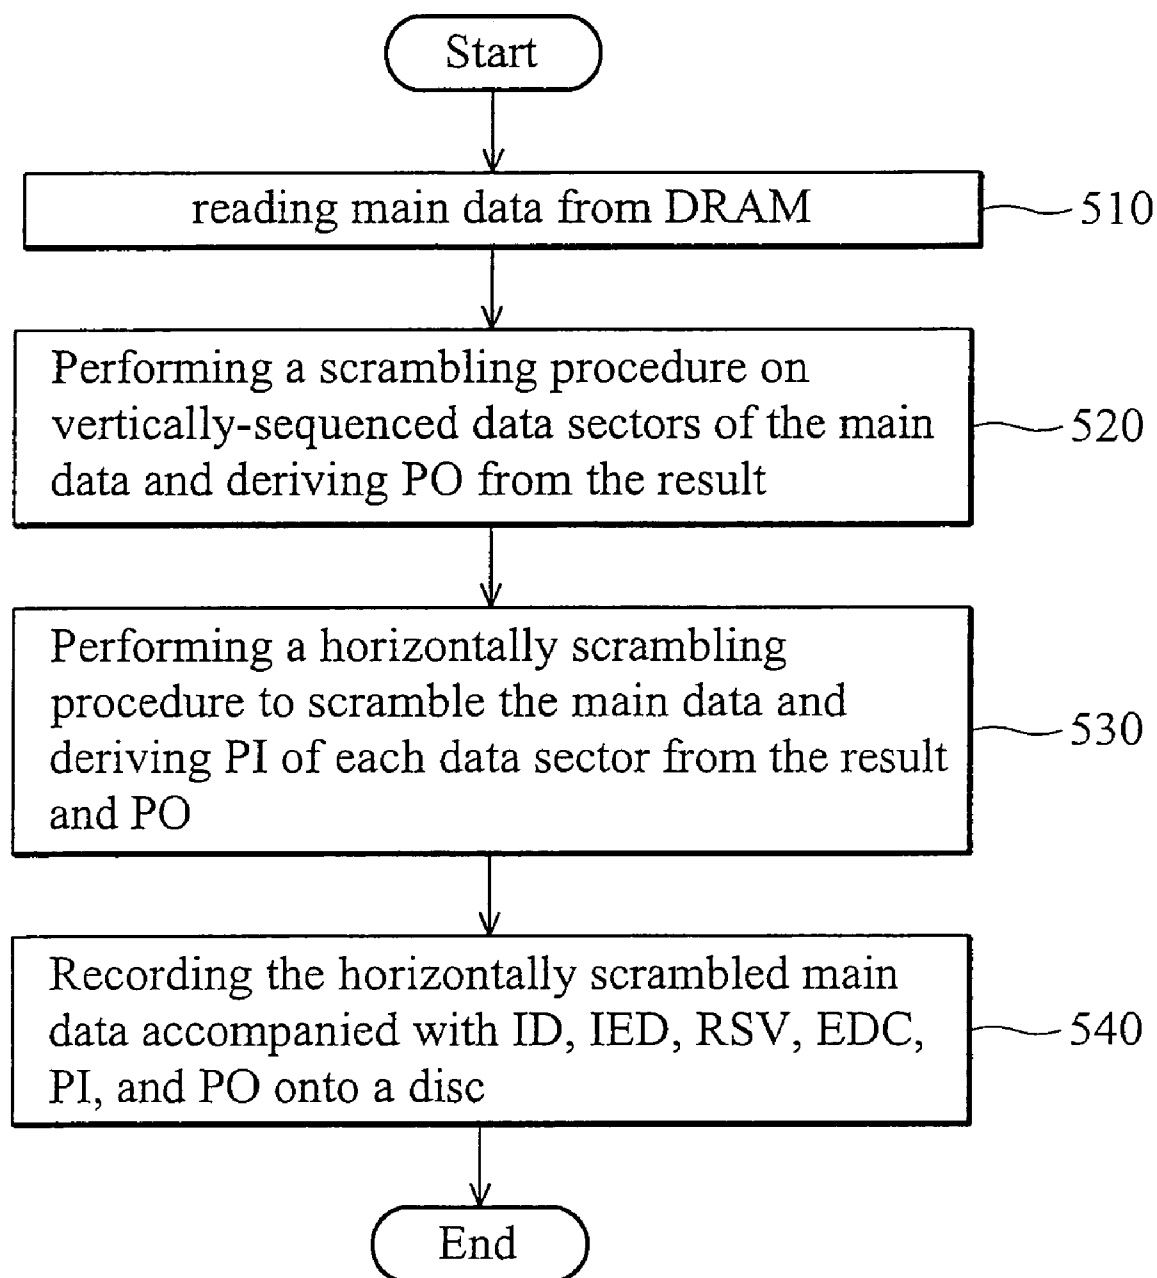 Start
reading main data from DRAM
510
Performing a scrambling procedure on
vertically-sequenced data sectors of the main
data and deriving PO from the result
520
Performing a horizontally scrambling
procedure to scramble the main data and
deriving PI of each data sector from the result
and PO
530
Recording the horizontally scrambled main
data accompanied with ID, IED, RSV, EDC,
PI, and PO onto a disc
540
End